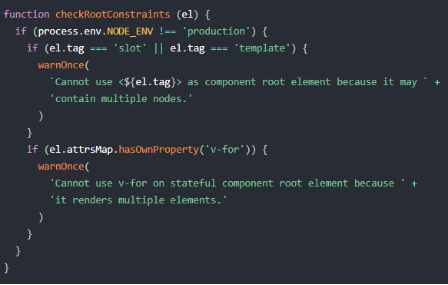 function checkRootConstraints (el) {
  if (process.env.NODE_ENV !== 'production') {
    if (el.tag === 'slot' || el.tag === 'template') {
      warnOnce(
        `Cannot use <${el.tag}> as component root element because it may ` +
        'contain multiple nodes.'
      )
    }
    if (el.attrsMap.hasOwnProperty('v-for')) {
      warnOnce(
        'Cannot use v-for on stateful component root element because ' +
        'it renders multiple elements.'
      )
    }
  }
}